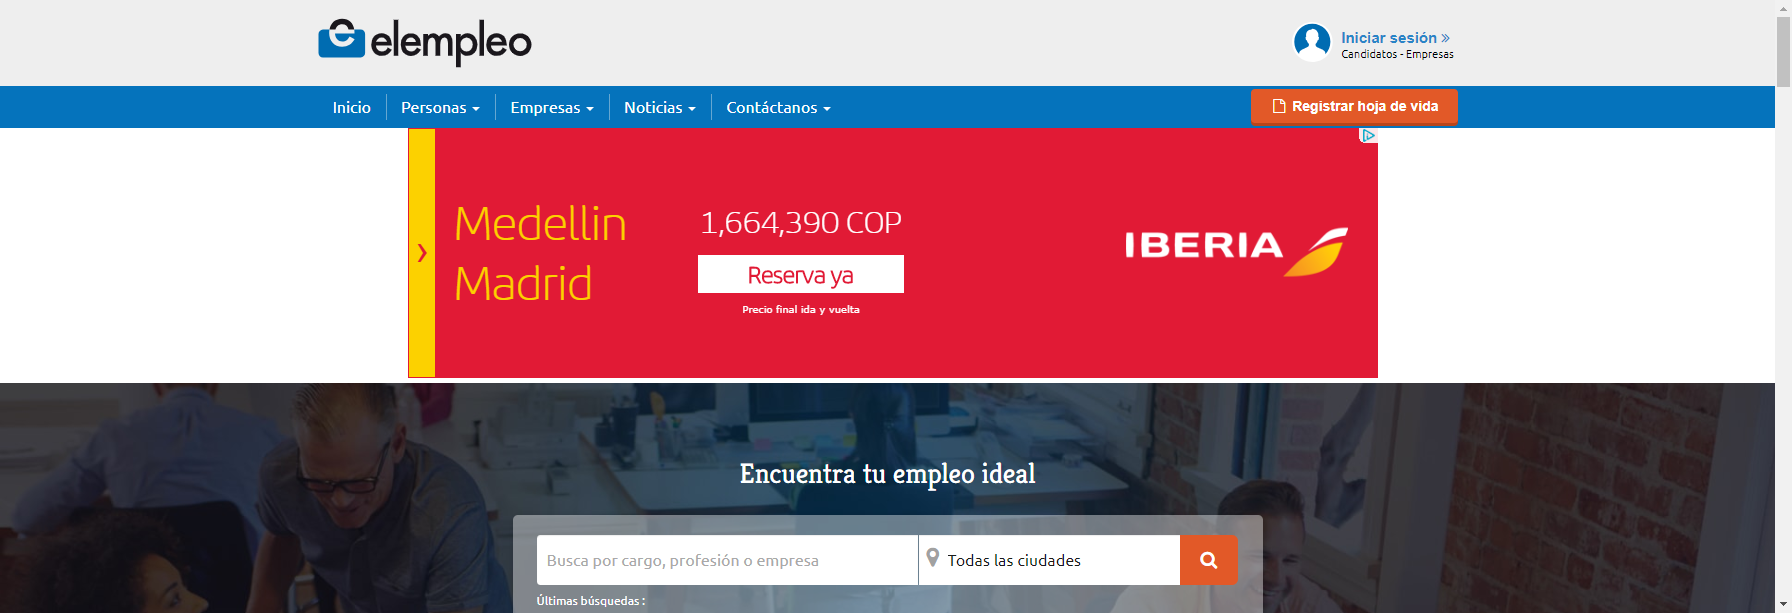 elempleo
Iniciar sesión »
Candidatos - Empresas
Inicio Personas Empresas Noticias Contáctanos Registrar hoja de vida
Medellin
Madrid
1,664,390 COP
Reserva ya
Precio final ida y vuelta
IBERIA
Encuentra tu empleo ideal
Busca por cargo, profesión o empresa Todas las ciudades
Últimas búsquedas :